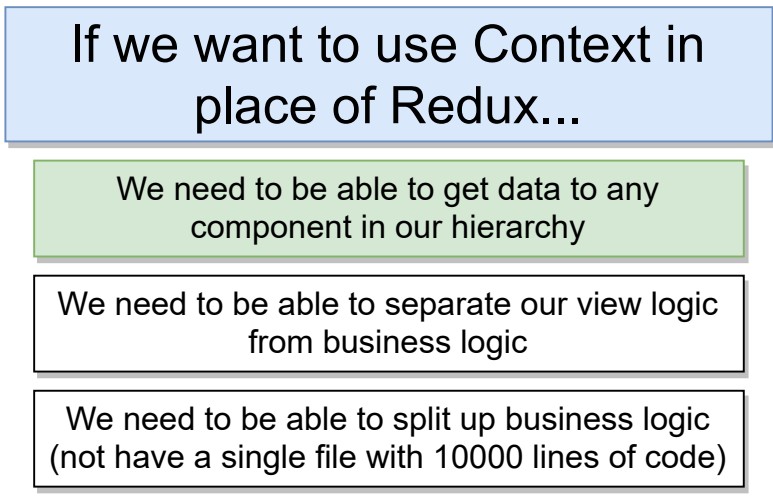 If we want to use Context in
place of Redux...
We need to be able to get data to any
component in our hierarchy
We need to be able to separate our view logic
from business logic
We need to be able to split up business logic
(not have a single file with 10000 lines of code)